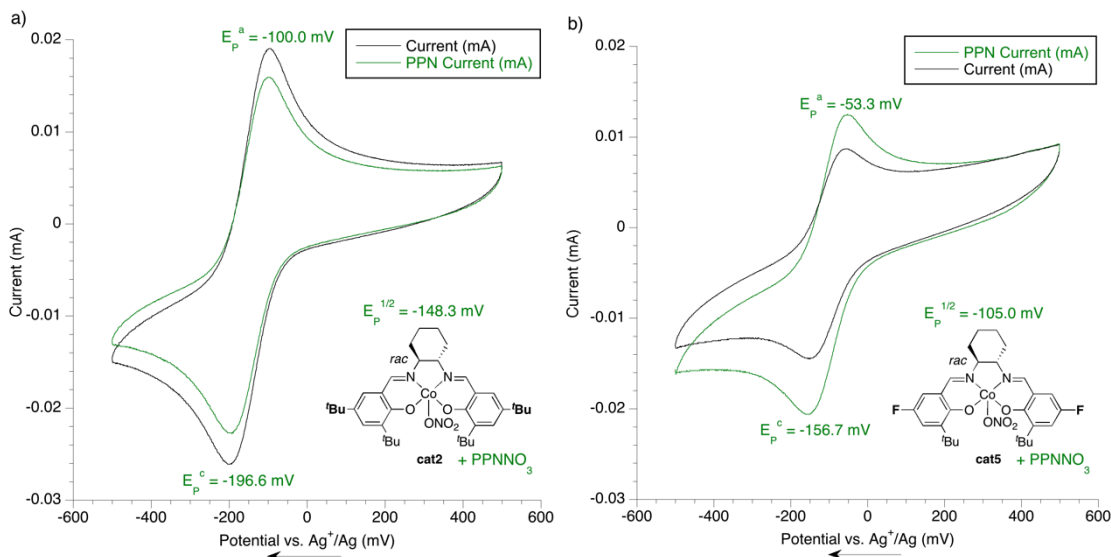 a)
E_P^a = -100.0 mV
Current (mA)
PPN Current (mA)
0.02
0.01
0
-0.01
-0.02
-0.03
Current (mA)
E_P^1/2 = -148.3 mV
rac
N
N
Co
O
O
ONO2
tBu
tBu
tBu
tBu
cat2 + PPNNO3
E_P^c = -196.6 mV
-600
-400
-200
0
200
400
600
Potential vs. Ag+/Ag (mV)
b)
PPN Current (mA)
Current (mA)
E_P^a = -53.3 mV
0.02
0.01
0
-0.01
-0.02
-0.03
Current (mA)
E_P^1/2 = -105.0 mV
rac
N
N
Co
O
O
ONO2
F
F
tBu
tBu
cat5 + PPNNO3
E_P^c = -156.7 mV
-600
-400
-200
0
200
400
600
Potential vs. Ag+/Ag (mV)